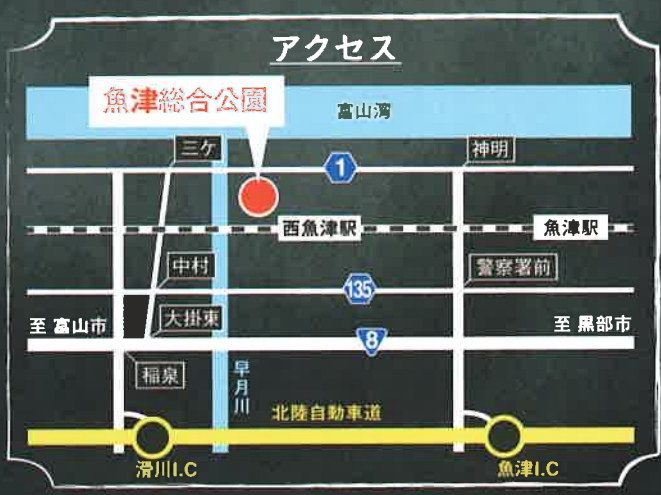 アクセス
魚津総合公園
富山湾
三ケ
神明
1
西魚津駅
魚津駅
中村
警察署前
135
至 富山市
大掛東
8
至 黒部市
稲泉
早月川
北陸自動車道
滑川I.C
魚津I.C